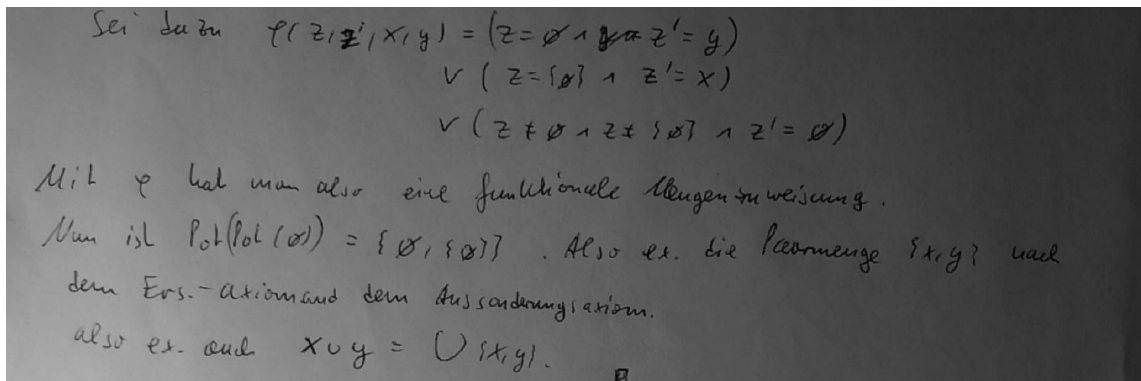 Sei dazu φ(z,z',x,y) = (z=∅ ∧ z'=y)
∨ (z={∅} ∧ z'=x)
∨ (z≠∅ ∧ z≠{∅} ∧ z'=∅)
Mit φ hat man also eine funktionale Mengenzuweisung.
Nun ist Pot(Pot(∅)) = {∅,{∅}}. Also ex. die Paarmenge {x,y} nach
dem Ers.-axiom und dem Aussonderungsaxiom.
also ex. auch x∪y = ⋃{x,y}.